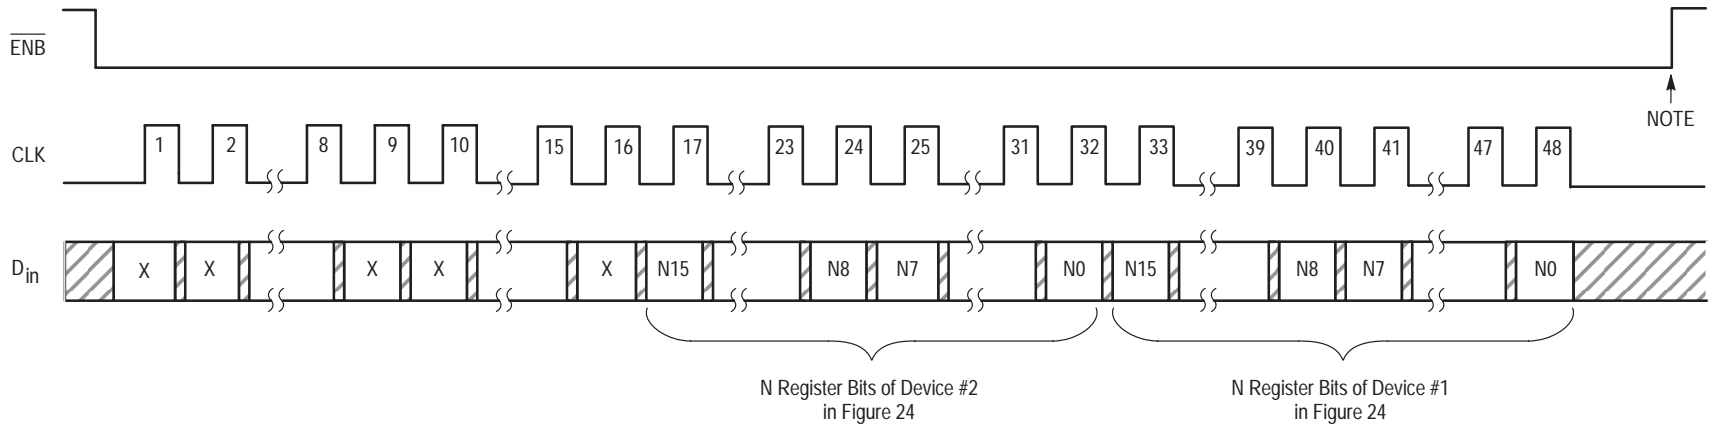 ENB
NOTE
CLK 1 2 8 9 10 15 16 17 23 24 25 31 32 33 39 40 41 47 48
Din X X X X X N15 N8 N7 N0 N15 N8 N7 N0
N Register Bits of Device #2
in Figure 24
N Register Bits of Device #1
in Figure 24